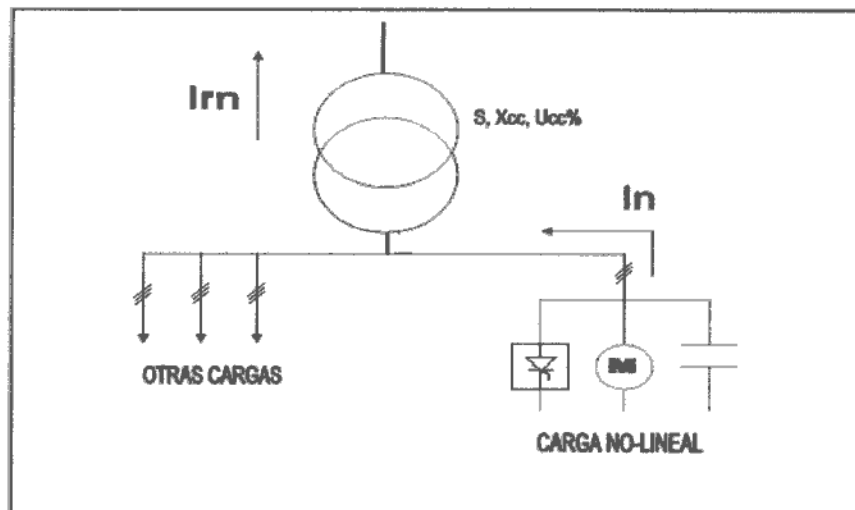 Irn
S, Xcc, Ucc%
In
OTRAS CARGAS
CARGA NO-LINEAL